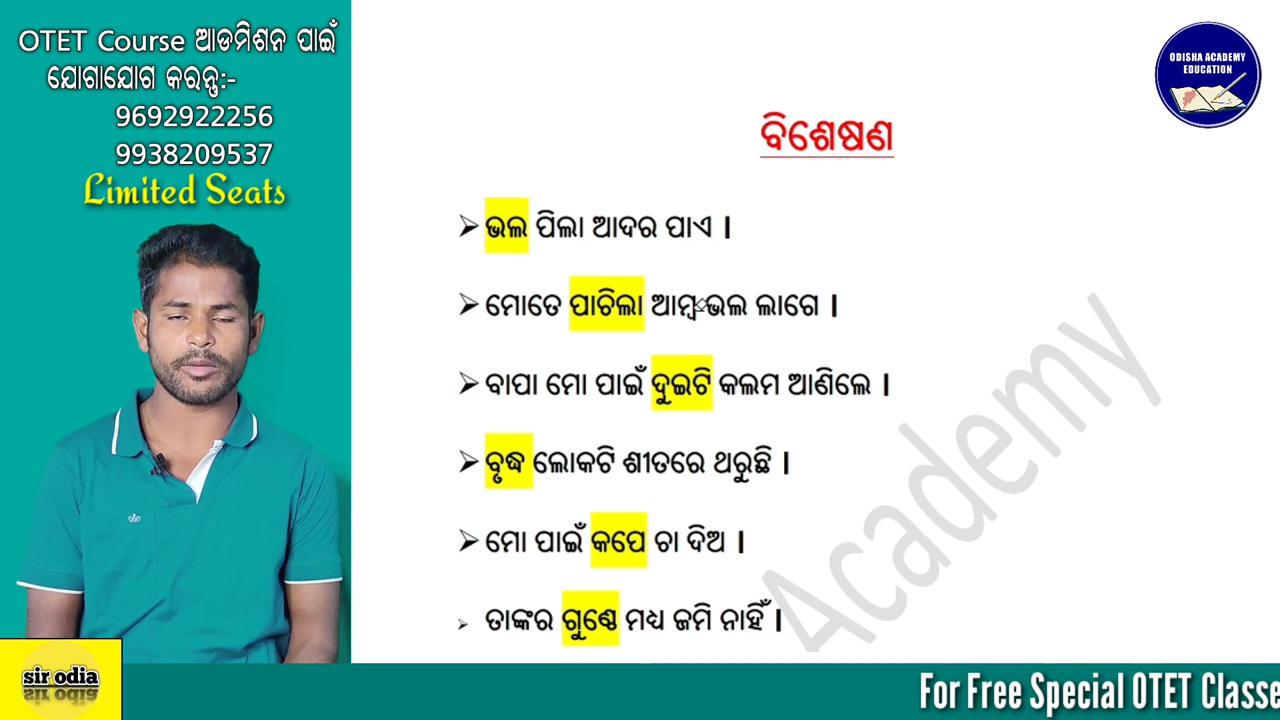 OTET Course ଆଡମିଶନ ପାଇଁ
ଯୋଗାଯୋଗ କରନ୍ତୁ:-
9692922256
9938209537
Limited Seats
ODISHA ACADEMY
EDUCATION
ବିଶେଷଣ
➢ ଭଲ ପିଲା ଆଦର ପାଏ ।
➢ ମୋତେ ପାଚିଲା ଆମ୍ବ ଭଲ ଲାଗେ ।
➢ ବାପା ମୋ ପାଇଁ ଦୁଇଟି କଲମ ଆଣିଲେ ।
➢ ବୃଦ୍ଧ ଲୋକଟି ଶୀତରେ ଥରୁଛି ।
➢ ମୋ ପାଇଁ କପେ ଚା ଦିଅ ।
➢ ତାଙ୍କର ଗୁଣ୍ଠେ ମଧ୍ୟ ଜମି ନାହିଁ ।
Academy
sir odia
For Free Special OTET Classe